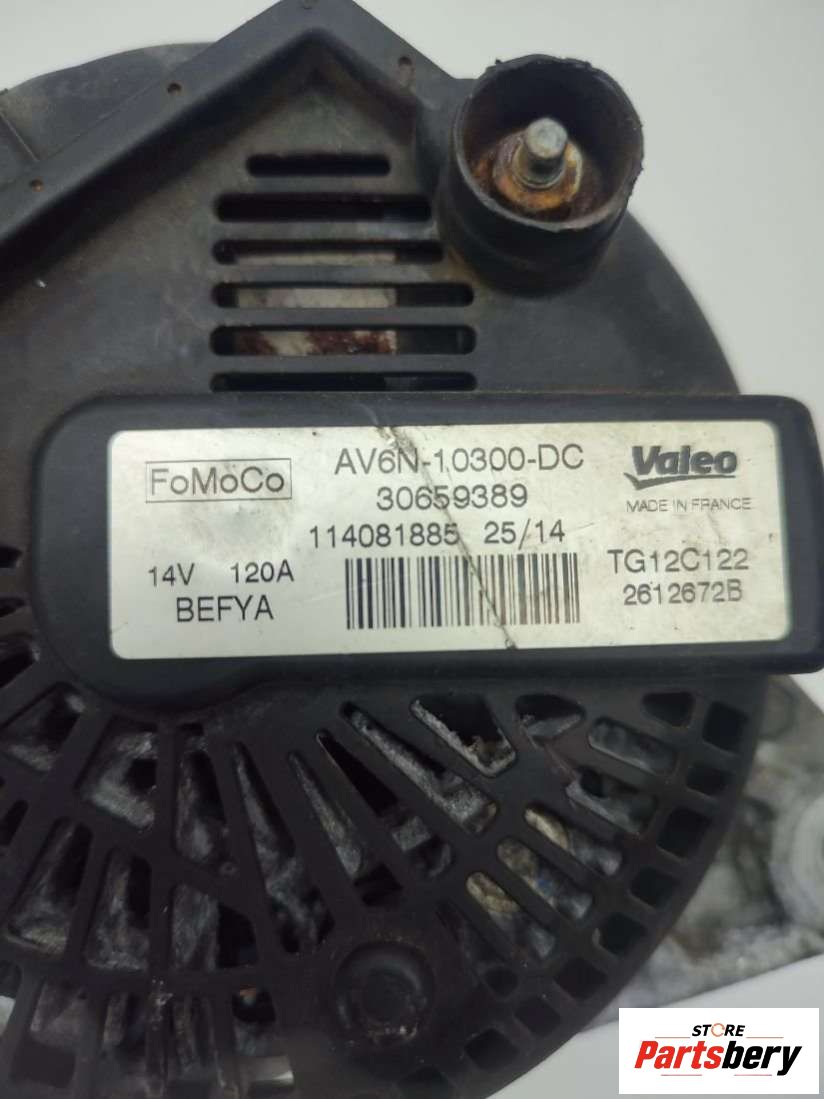 FoMoCo
AV6N-10300-DC
30659389
114081885 25/14
14V 120A
BEFYA
Valeo
MADE IN FRANCE
TG12C122
2612672B
STORE
Partsbery